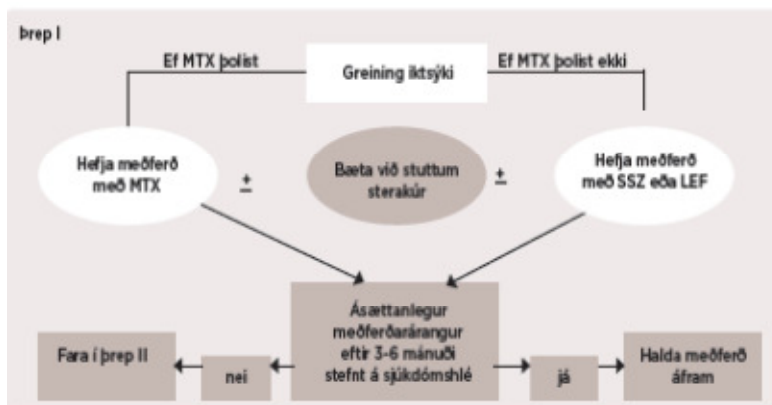 Þrep I
Ef MTX þolist
Greining iktsýki
Ef MTX þolist ekki
Hefja meðferð
með MTX
±
Bæta við stuttum
sterakúr
±
Hefja meðferð
með SSZ eða LEF
Ásættanlegur
meðferðarárangur
eftir 3-6 mánuði
stefnt á sjúkdómshlé
Fara í þrep II
nei
já
Halda meðferð
áfram